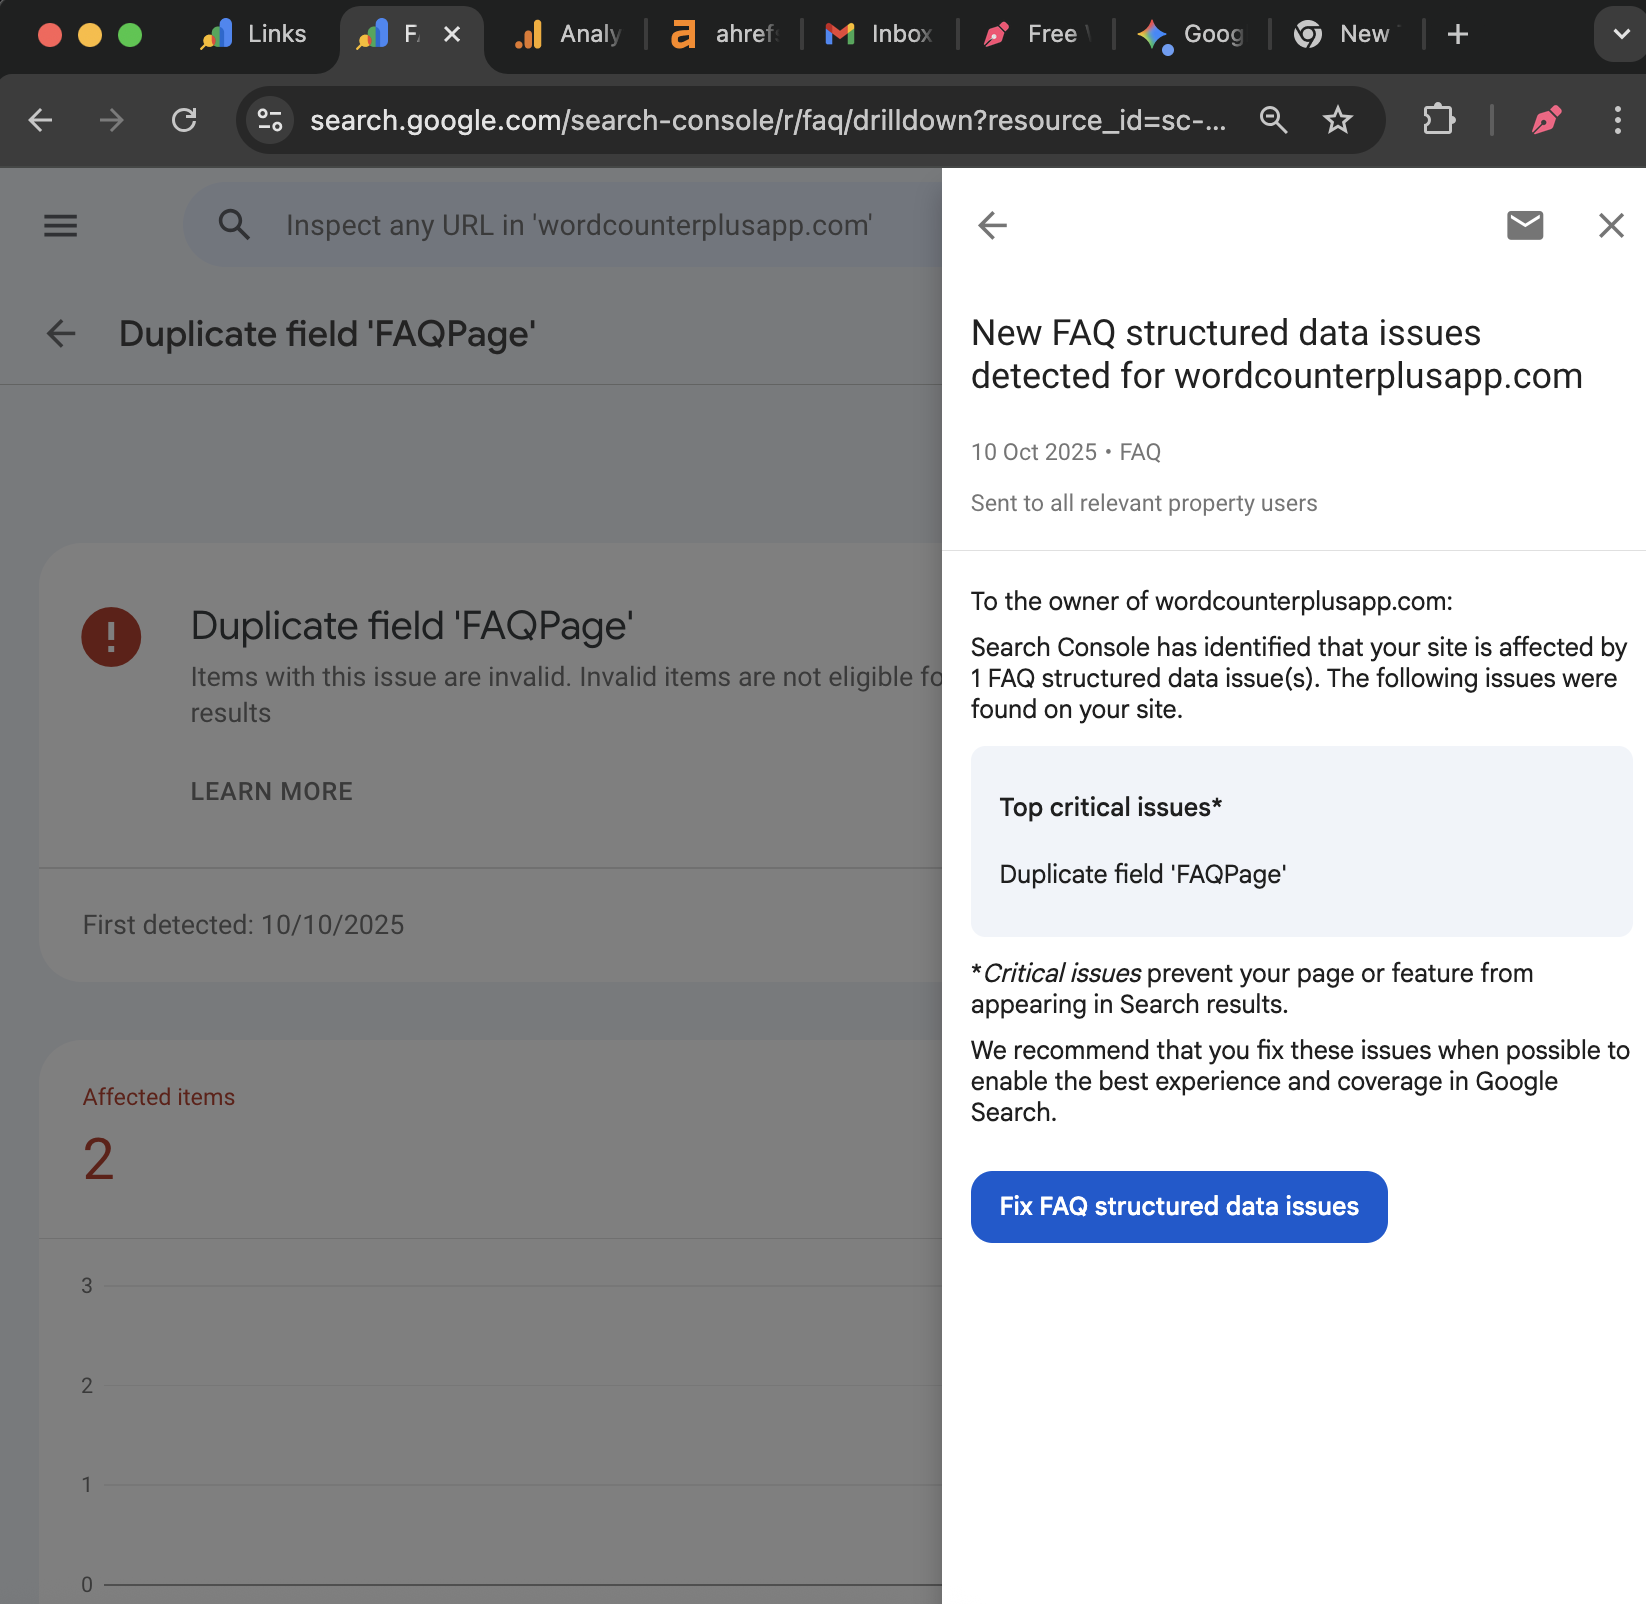 Links
F
Analy
ahrefs
Inbox
Free
Goog
New
search.google.com/search-console/r/faq/drilldown?resource_id=sc-...
Inspect any URL in 'wordcounterplusapp.com'
Duplicate field 'FAQPage'
Duplicate field 'FAQPage'
Items with this issue are invalid. Invalid items are not eligible fo
results
LEARN MORE
First detected: 10/10/2025
Affected items
2
3
2
1
0
New FAQ structured data issues
detected for wordcounterplusapp.com
10 Oct 2025 • FAQ
Sent to all relevant property users
To the owner of wordcounterplusapp.com:
Search Console has identified that your site is affected by
1 FAQ structured data issue(s). The following issues were
found on your site.
Top critical issues*
Duplicate field 'FAQPage'
*Critical issues prevent your page or feature from
appearing in Search results.
We recommend that you fix these issues when possible to
enable the best experience and coverage in Google
Search.
Fix FAQ structured data issues